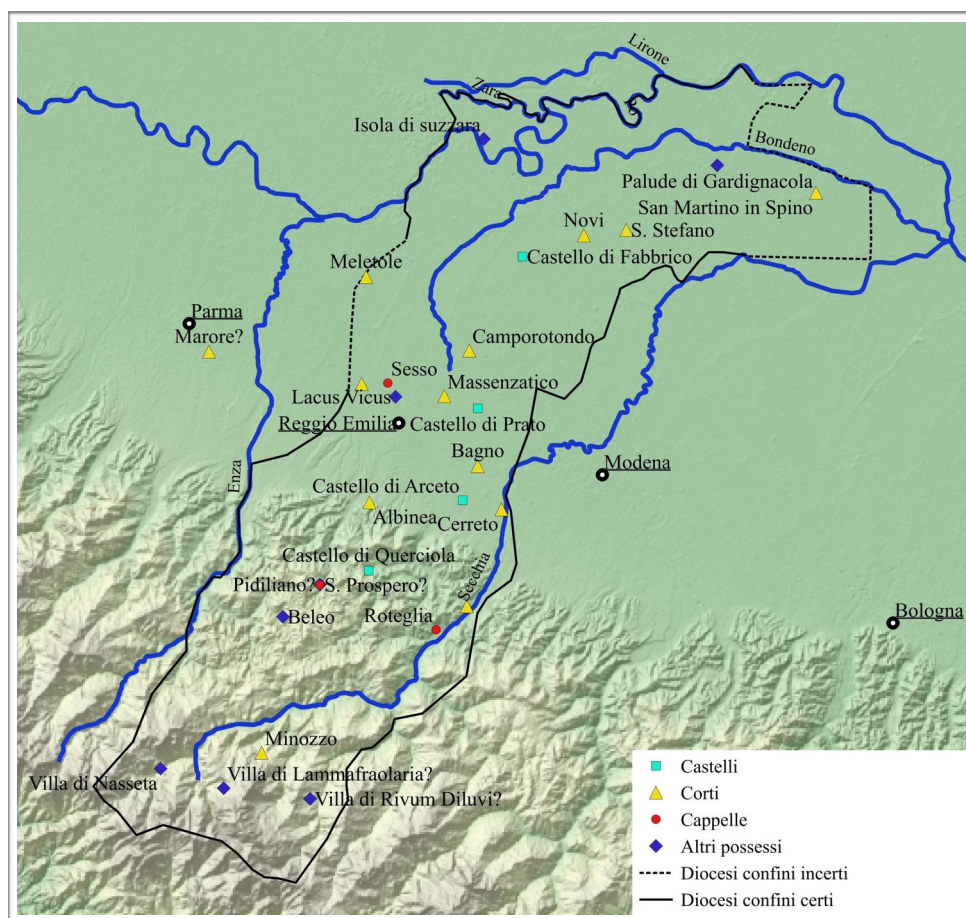 Lirone
Zara
Po
Isola di suzzara
Bondeno
Palude di Gardignacola
San Martino in Spino
Novi
S. Stefano
Castello di Fabbrico
Meletole
Parma
Marore?
Camporotondo
Sesso
Lacus Vicus
Massenzatico
Reggio Emilia
Castello di Prato
Bagno
Modena
Enza
Castello di Arceto
Albinea
Cerreto
Castello di Querciola
Pidiliano?
S. Prospero?
Secchia
Beleo
Roteglia
Bologna
Minozzo
Villa di Nasseta
Villa di Lammafraolaria?
Villa di Rivum Diluvi?
Castelli
Corti
Cappelle
Altri possessi
Diocesi confini incerti
Diocesi confini certi